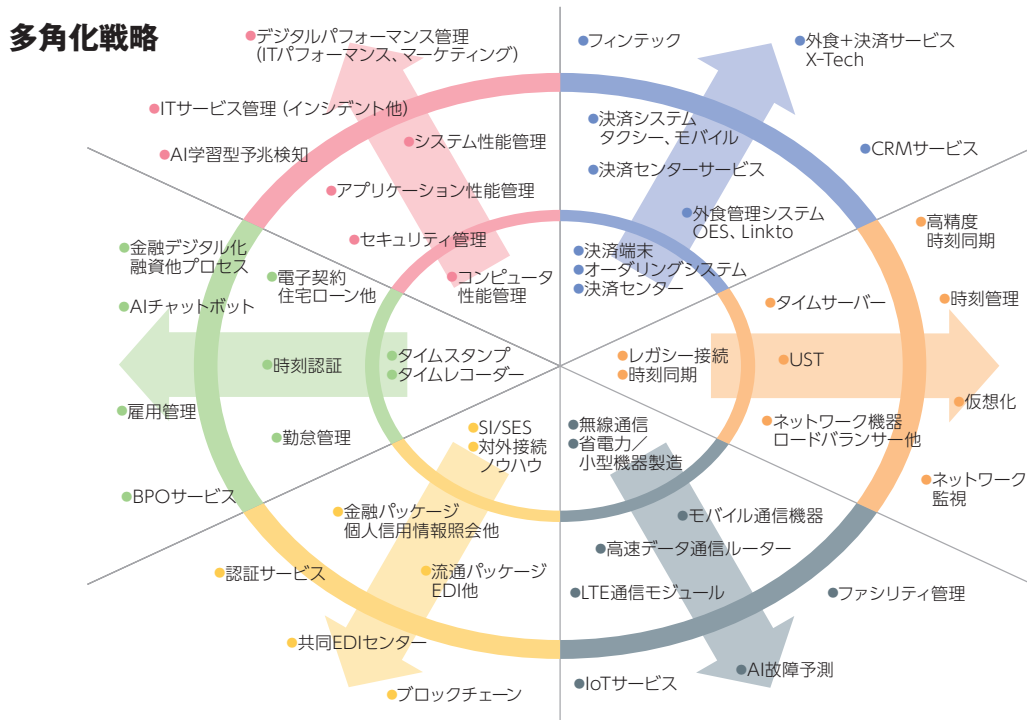 多角化戦略
●デジタルパフォーマンス管理
(ITパフォーマンス、マーケティング)
●ITサービス管理 (インシデント他)
●AI学習型予兆検知
●システム性能管理
●アプリケーション性能管理
●セキュリティ管理
●コンピュータ
性能管理
●フィンテック
●外食+決済サービス
X-Tech
●決済システム
タクシー、モバイル
●決済センターサービス
●CRMサービス
●外食管理システム
OES、Linkto
●決済端末
●オーダリングシステム
●決済センター
●高精度
時刻同期
●時刻管理
●タイムサーバー
●レガシー接続
●時刻同期
●UST
●仮想化
●ネットワーク機器
ロードバランサー他
●ネットワーク
監視
●無線通信
●省電力／
小型機器製造
●モバイル通信機器
●高速データ通信ルーター
●LTE通信モジュール
●ファシリティ管理
●AI故障予測
●IoTサービス
●SI/SES
●対外接続
ノウハウ
●金融パッケージ
個人信用情報照会他
●流通パッケージ
EDI他
●認証サービス
●共同EDIセンター
●ブロックチェーン
●金融デジタル化
融資他プロセス
●電子契約
住宅ローン他
●AIチャットボット
●時刻認証
●タイムスタンプ
●タイムレコーダー
●雇用管理
●勤怠管理
●BPOサービス